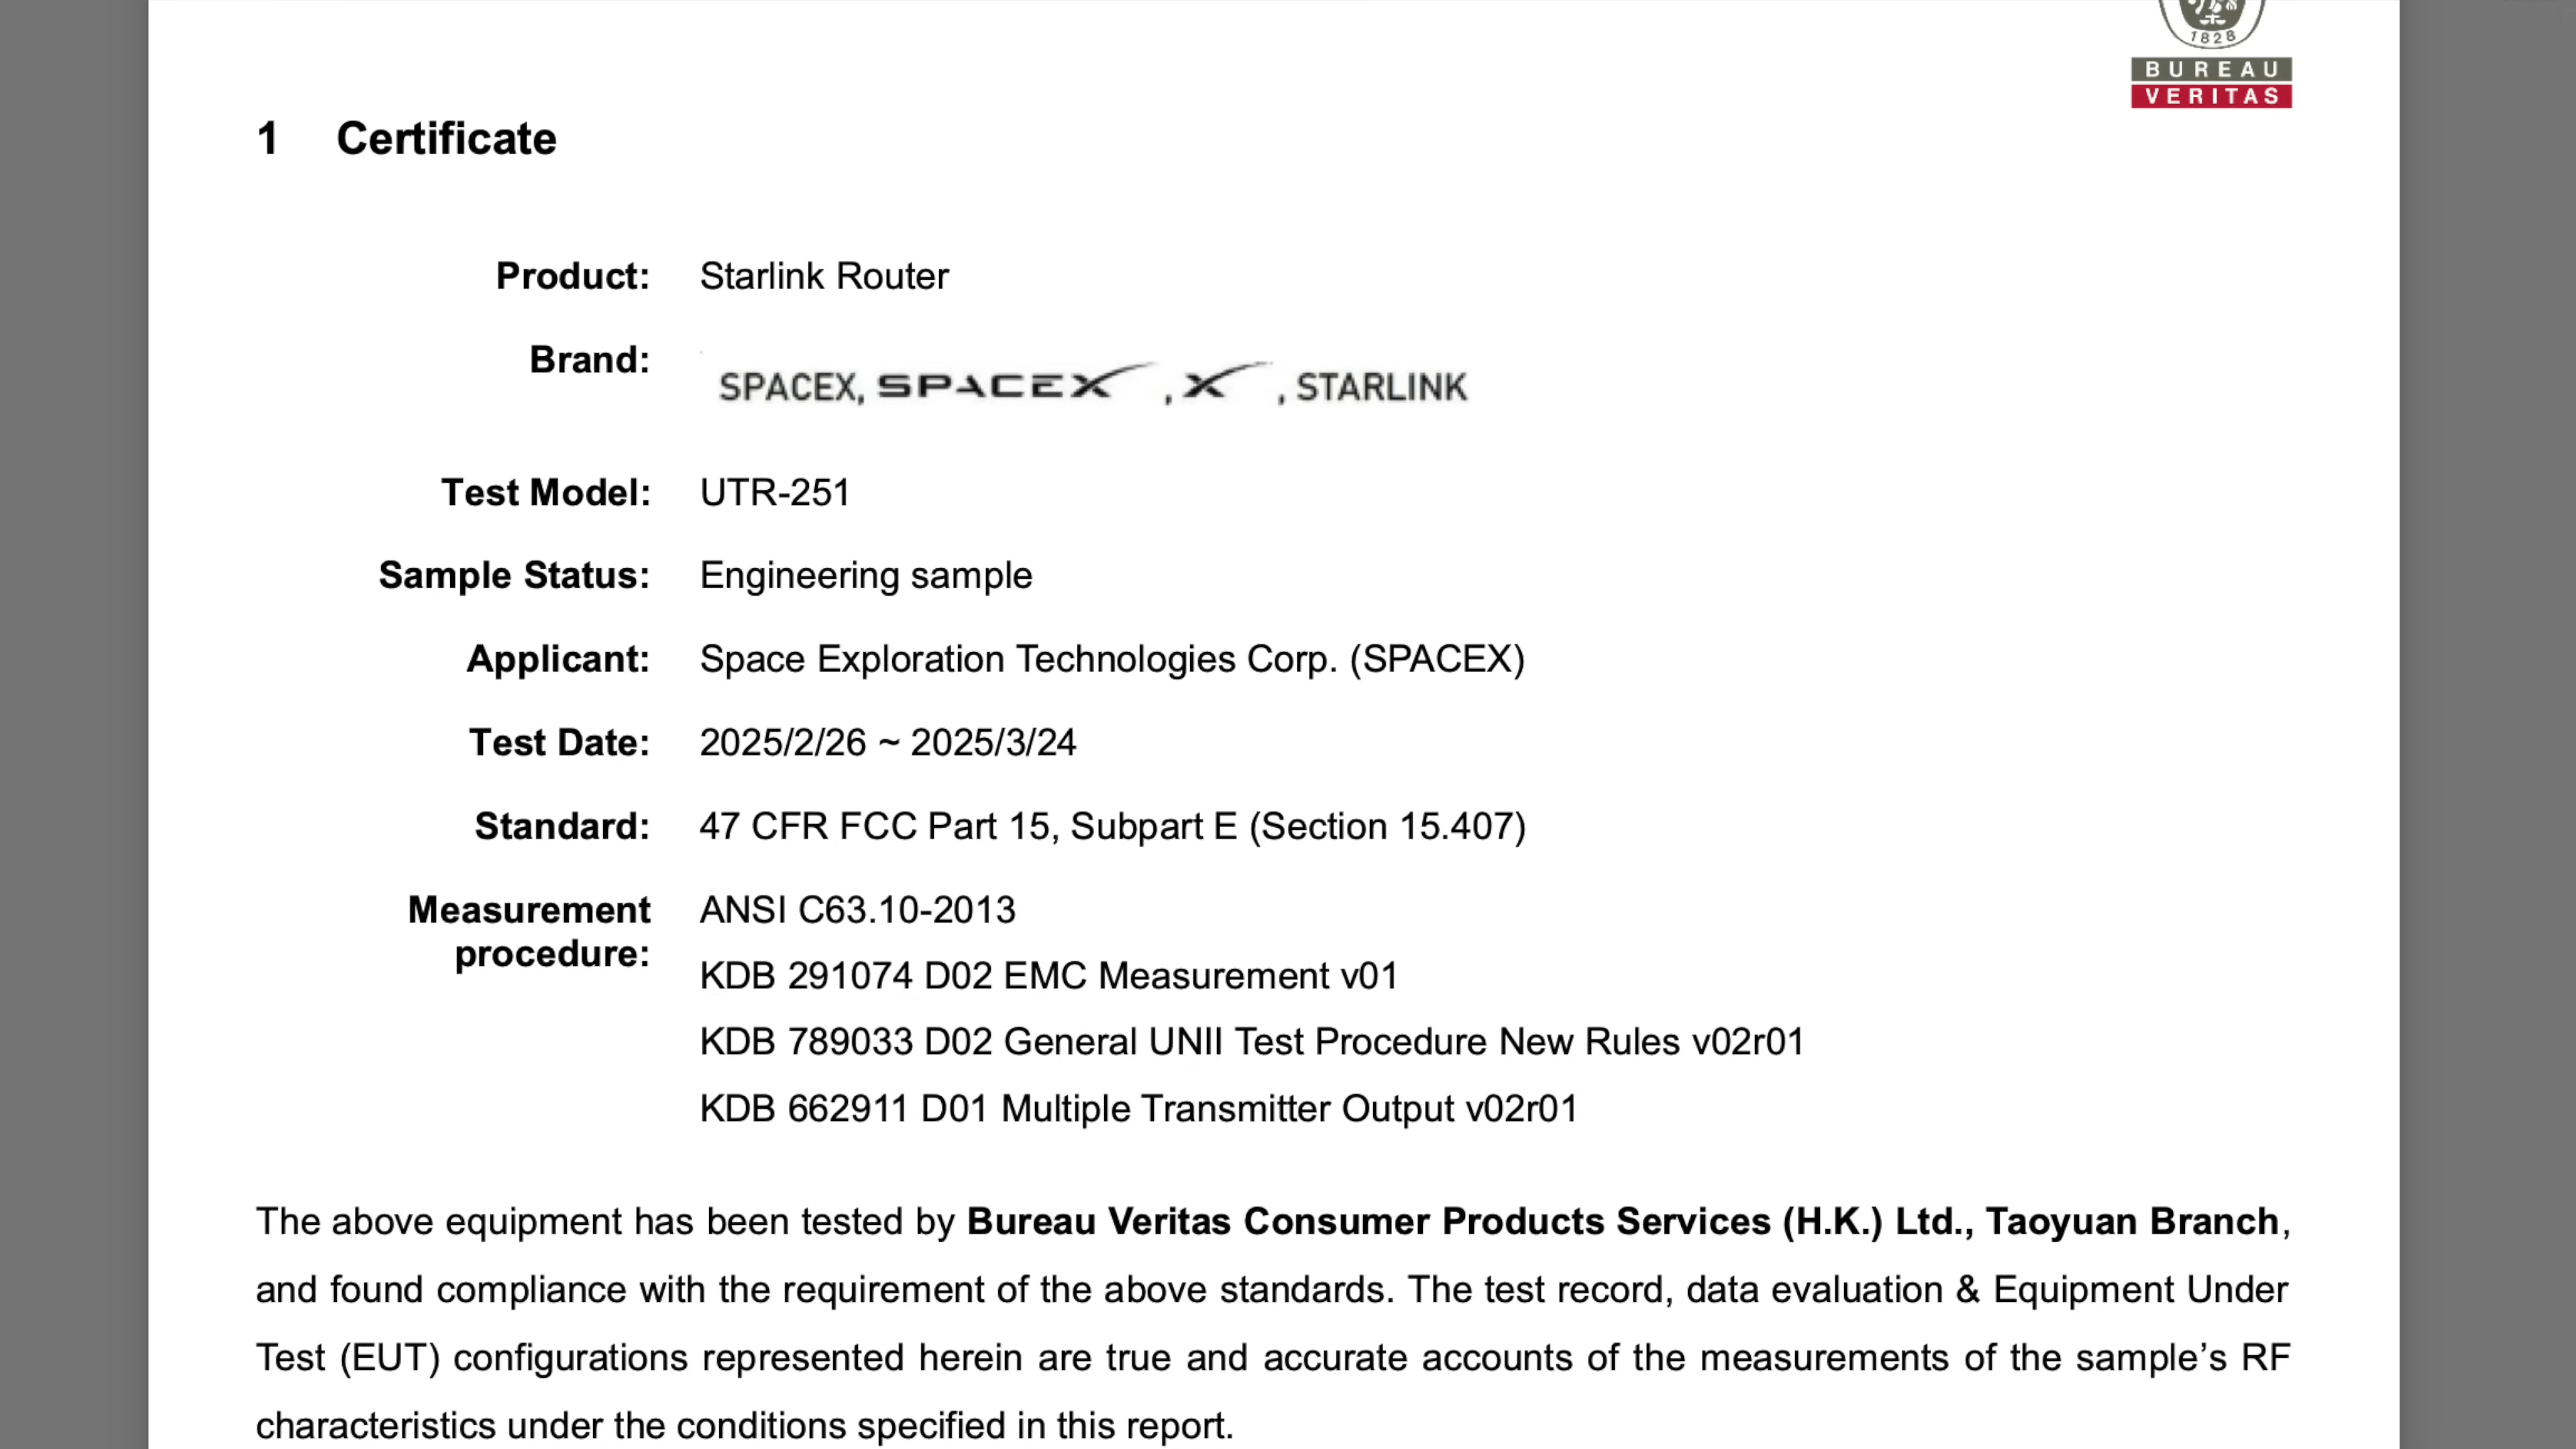 1828
BUREAU
VERITAS
1 Certificate
Product: Starlink Router
Brand: SPACEX, SPACEX, X, STARLINK
Test Model: UTR-251
Sample Status: Engineering sample
Applicant: Space Exploration Technologies Corp. (SPACEX)
Test Date: 2025/2/26 ~ 2025/3/24
Standard: 47 CFR FCC Part 15, Subpart E (Section 15.407)
Measurement procedure: ANSI C63.10-2013
KDB 291074 D02 EMC Measurement v01
KDB 789033 D02 General UNII Test Procedure New Rules v02r01
KDB 662911 D01 Multiple Transmitter Output v02r01
The above equipment has been tested by Bureau Veritas Consumer Products Services (H.K.) Ltd., Taoyuan Branch,
and found compliance with the requirement of the above standards. The test record, data evaluation & Equipment Under
Test (EUT) configurations represented herein are true and accurate accounts of the measurements of the sample’s RF
characteristics under the conditions specified in this report.